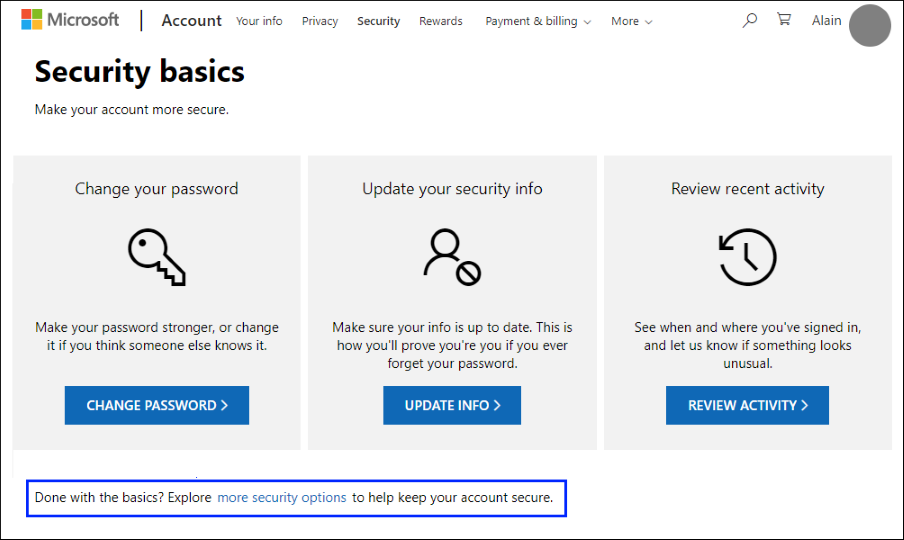 Microsoft | Account Your info Privacy Security Rewards Payment & billing More Alain
Security basics
Make your account more secure.
Change your password
Make your password stronger, or change
it if you think someone else knows it.
CHANGE PASSWORD >
Update your security info
Make sure your info is up to date. This is
how you'll prove you're you if you ever
forget your password.
UPDATE INFO >
Review recent activity
See when and where you've signed in,
and let us know if something looks
unusual.
REVIEW ACTIVITY >
Done with the basics? Explore more security options to help keep your account secure.